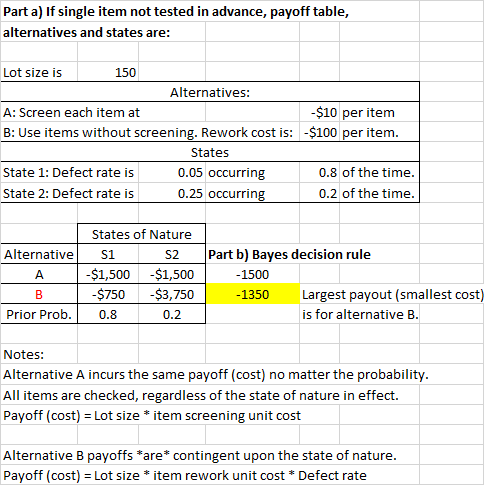 Part a) If single item not tested in advance, payoff table,
alternatives and states are:
Lot size is 150
Alternatives:
A: Screen each item at -$10 per item
B: Use items without screening. Rework cost is: -$100 per item.
States
State 1: Defect rate is 0.05 occurring 0.8 of the time.
State 2: Defect rate is 0.25 occurring 0.2 of the time.
States of Nature
Alternative S1 S2 Part b) Bayes decision rule
A -$1,500 -$1,500 -1500
B -$750 -$3,750 -1350 Largest payout (smallest cost)
Prior Prob. 0.8 0.2 is for alternative B.
Notes:
Alternative A incurs the same payoff (cost) no matter the probability.
All items are checked, regardless of the state of nature in effect.
Payoff (cost) = Lot size * item screening unit cost
Alternative B payoffs *are* contingent upon the state of nature.
Payoff (cost) = Lot size * item rework unit cost * Defect rate